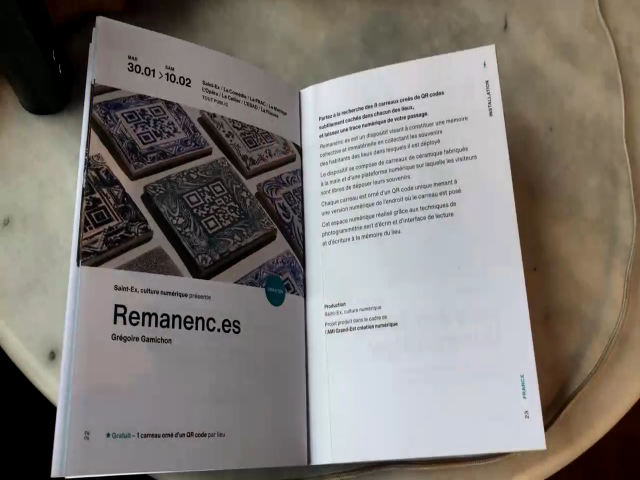 MAR
SAM
30.01 > 10.02
Saint-Ex / La Comédie / Le FRAC / Le Manège
L'Opéra / Le Cellier / L'ESAD / La Fileuse
TOUT PUBLIC
Saint-Ex, culture numérique présente
Remanenc.es
Grégoire Gamichon
22
Gratuit – 1 carreau orné d'un QR code par lieu
INSTALLATION
Partez à la recherche des 8 carreaux ornés de QR codes
subtilement cachés dans chacun des lieux,
et laissez une trace numérique de votre passage.
Remanenc.es est un dispositif visant à constituer une mémoire
collective et immatérielle en collectant les souvenirs
des habitants des lieux dans lesquels il est déployé.
Le dispositif se compose de carreaux de céramique fabriqués
à la main et d'une plateforme numérique sur laquelle les visiteurs
sont libres de déposer leurs souvenirs.
Chaque carreau est orné d'un QR code unique menant à
une version numérique de l'endroit où le carreau est posé.
Cet espace numérique réalisé grâce aux techniques de
photogrammétrie sert d'écrin et d'interface de lecture
et d'écriture à la mémoire du lieu.
Production
Saint-Ex, culture numérique
Projet produit dans le cadre de
l'AMI Grand-Est création numérique
FRANCE
23